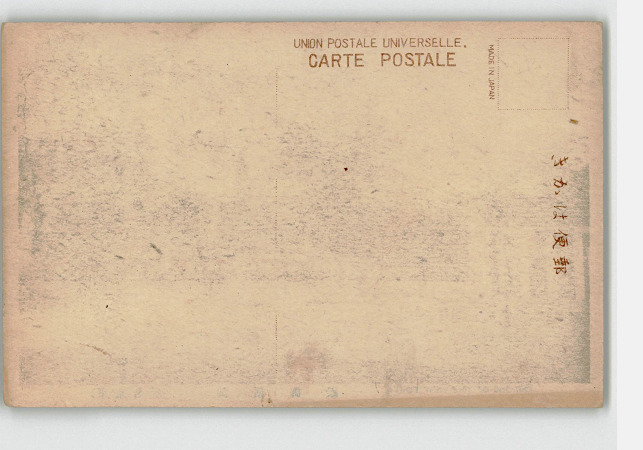 UNION POSTALE UNIVERSELLE.
CARTE POSTALE
MADE IN JAPAN
きかは便郵